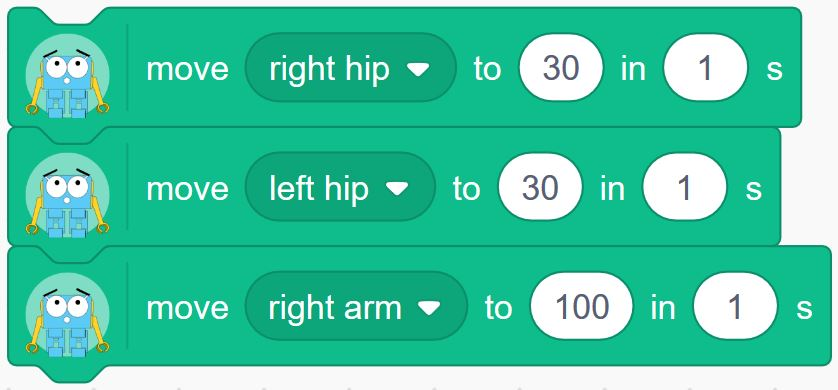 move right hip to 30 in 1 s
move left hip to 30 in 1 s
move right arm to 100 in 1 s